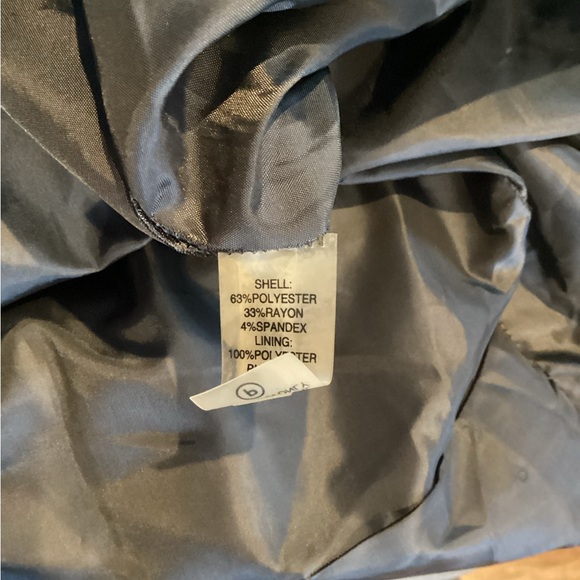 SHELL:
63%POLYESTER
33%RAYON
4%SPANDEX
LINING:
100%POLYESTER